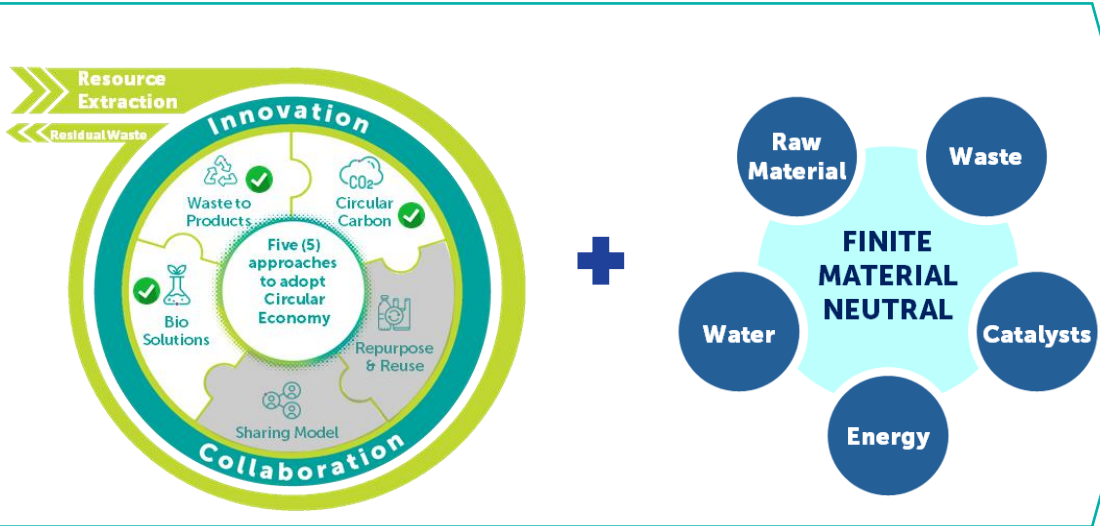 Resource
Extraction
Residual Waste
Innovation
Waste to
Products
CO2
Circular
Carbon
Five (5)
approaches
to adopt
Circular
Economy
Bio
Solutions
Repurpose
& Reuse
Sharing Model
Collaboration
Raw
Material
Waste
FINITE
MATERIAL
NEUTRAL
Water
Catalysts
Energy